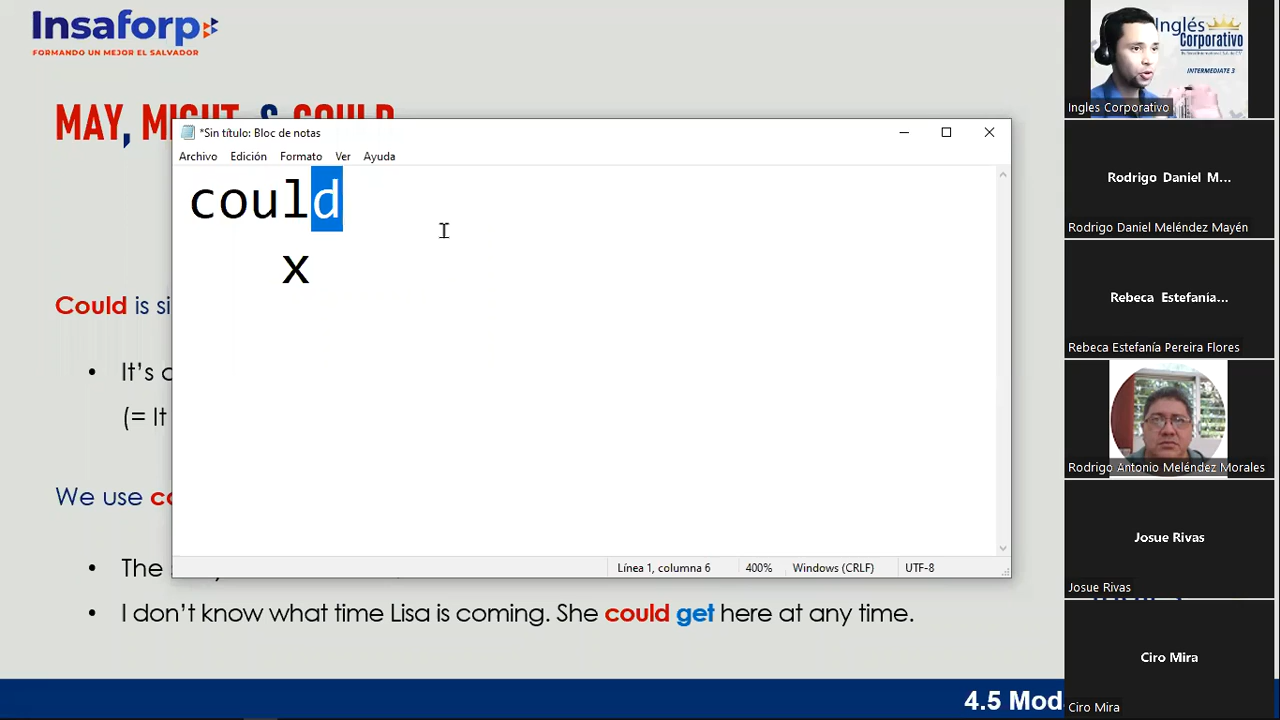 Insaforp
FORMANDO UN MEJOR EL SALVADOR
MAY, MIGHT, & COULD
*Sin título: Bloc de notas
Archivo Edición Formato Ver Ayuda
could
x
Could is si
It's
(= It
We use
The
Línea 1, columna 6 400% Windows (CRLF) UTF-8
I don't know what time Lisa is coming. She could get here at any time.
4.5 Mod
Inglés
Corporativo
INTERMEDIATE 3
Ingles Corporativo
Rodrigo Daniel M...
Rodrigo Daniel Meléndez Mayén
Rebeca Estefanía...
Rebeca Estefanía Pereira Flores
Rodrigo Antonio Meléndez Morales
Josue Rivas
Josue Rivas
Ciro Mira
Ciro Mira